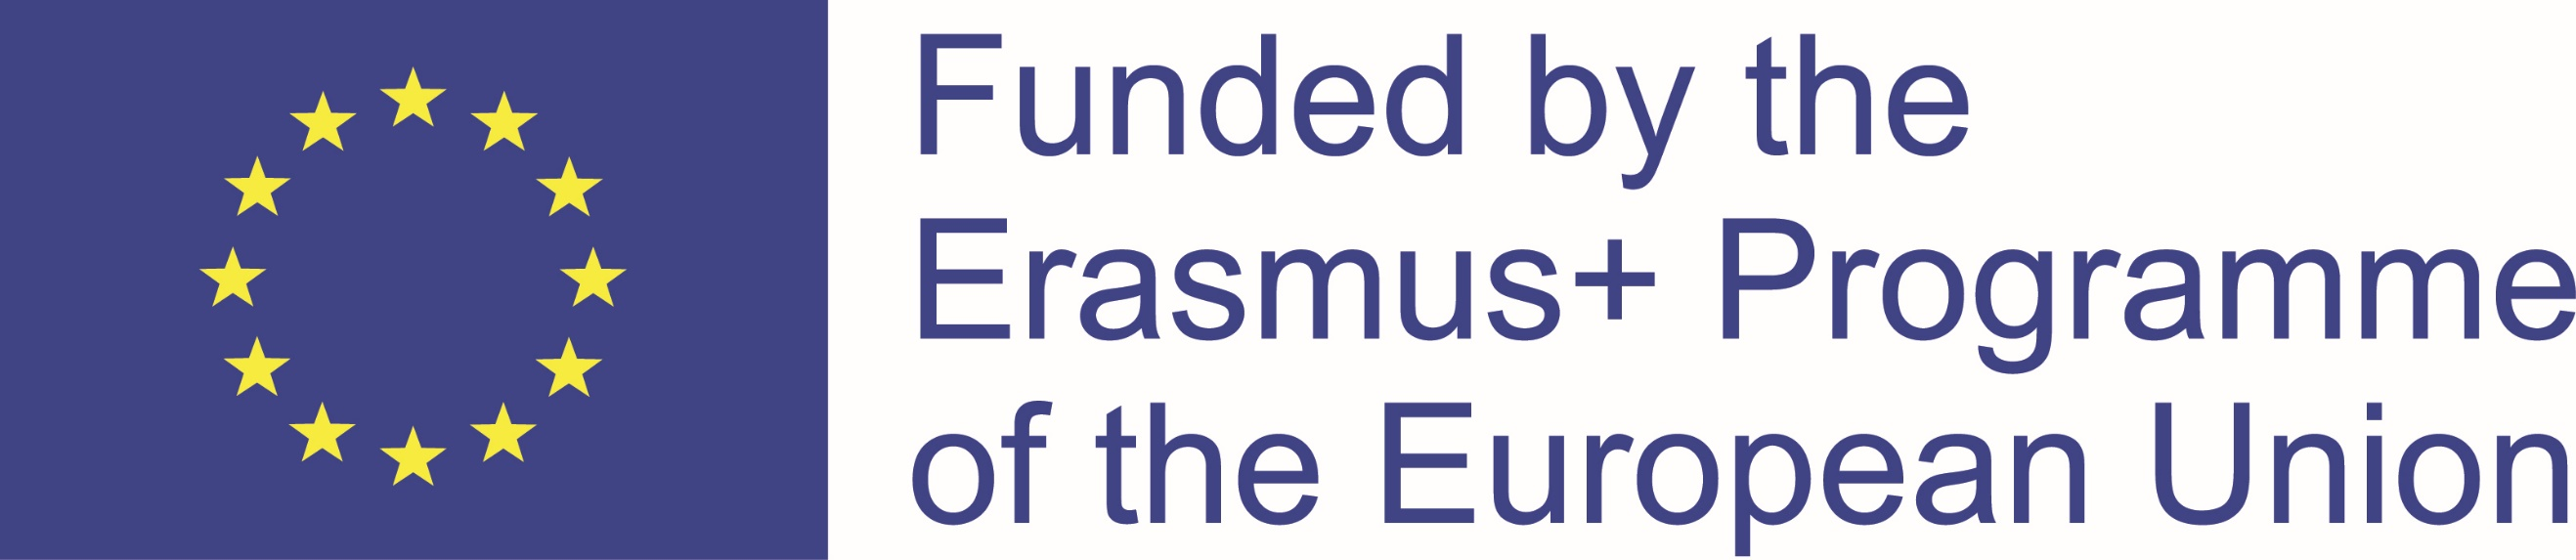 Funded by the
Erasmus+ Programme
of the European Union